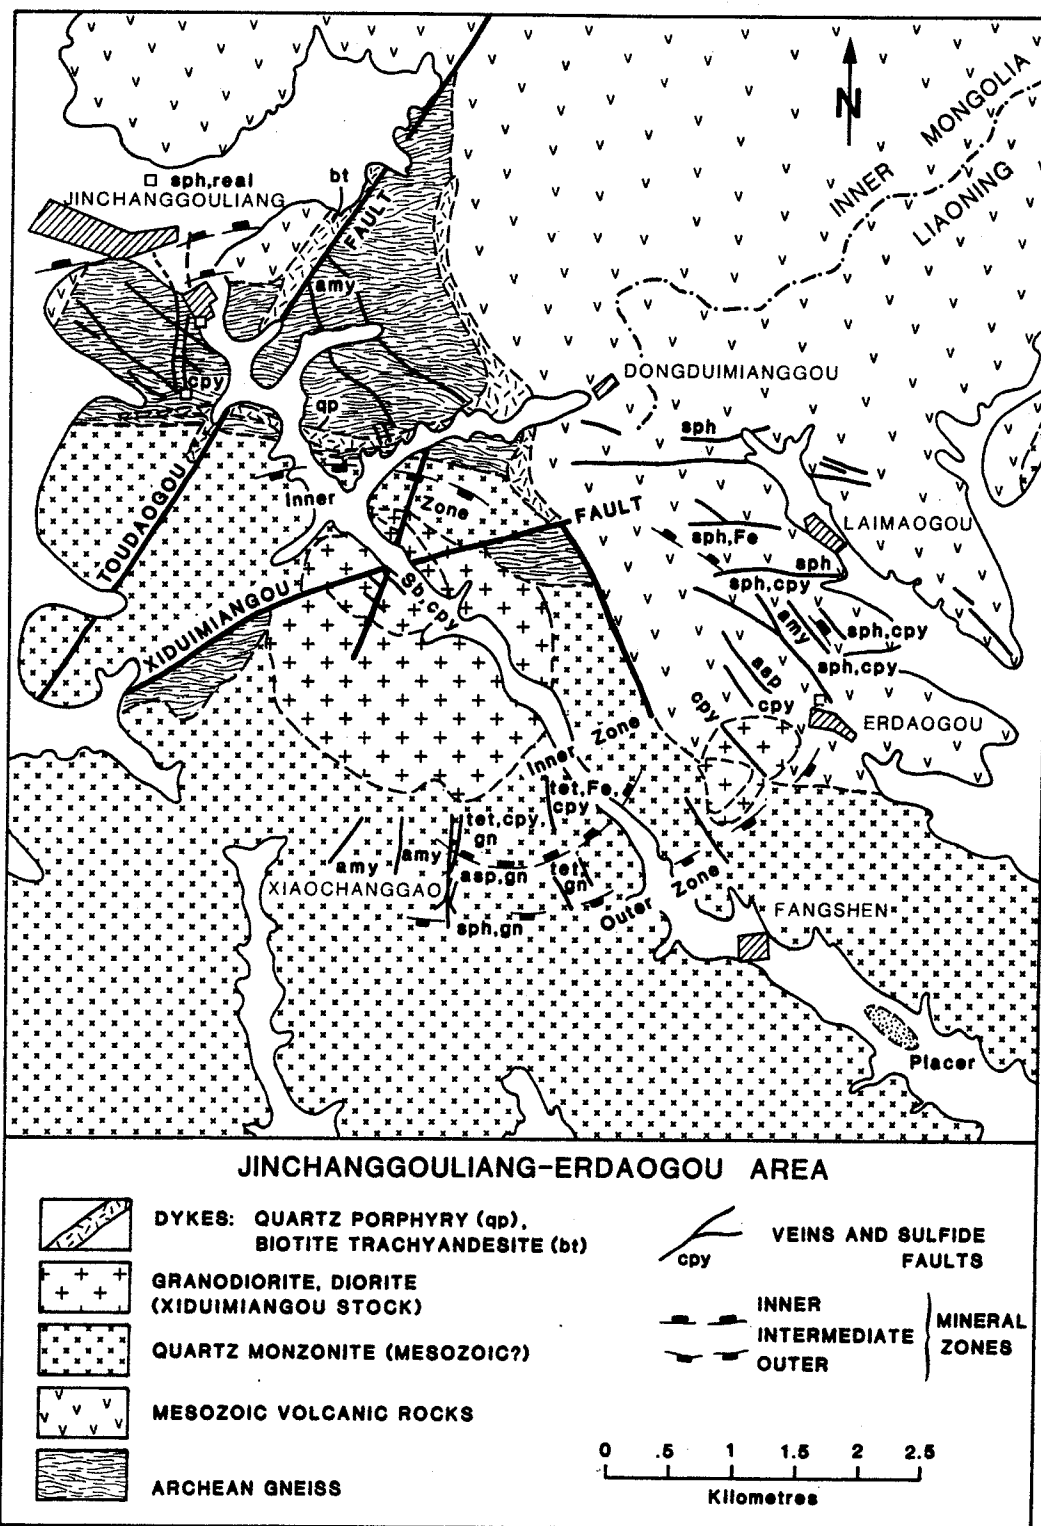 N
INNER MONGOLIA
LIAONING
sph,real
JINCHANGGOULIANG
bt
FAULT
amy
DONGDUIMIANGGOU
cpy
qp
sph
TOUDAOGOU
Inner
Zone
FAULT
sph,Fe
LAIMAOGOU
sph
sph,cpy
XIDUIMIANGOU
Sb
cpy
amy
sph,cpy
sph,cpy
asp
cpy
cpy
ERDAOGOU
Inner Zone
tet,Fe,
cpy
tet,cpy,
gn
amy
amy
asp,gn
tet,
gn
XIAOCHANGGAO
Outer Zone
sph,gn
FANGSHEN
Placer
JINCHANGGOULIANG-ERDAOGOU AREA
DYKES: QUARTZ PORPHYRY (qp),
BIOTITE TRACHYANDESITE (bt)
GRANODIORITE, DIORITE
(XIDUIMIANGOU STOCK)
QUARTZ MONZONITE (MESOZOIC?)
MESOZOIC VOLCANIC ROCKS
ARCHEAN GNEISS
cpy
VEINS AND SULFIDE
FAULTS
INNER
INTERMEDIATE
OUTER
MINERAL
ZONES
0 .5 1 1.5 2 2.5
Kilometres